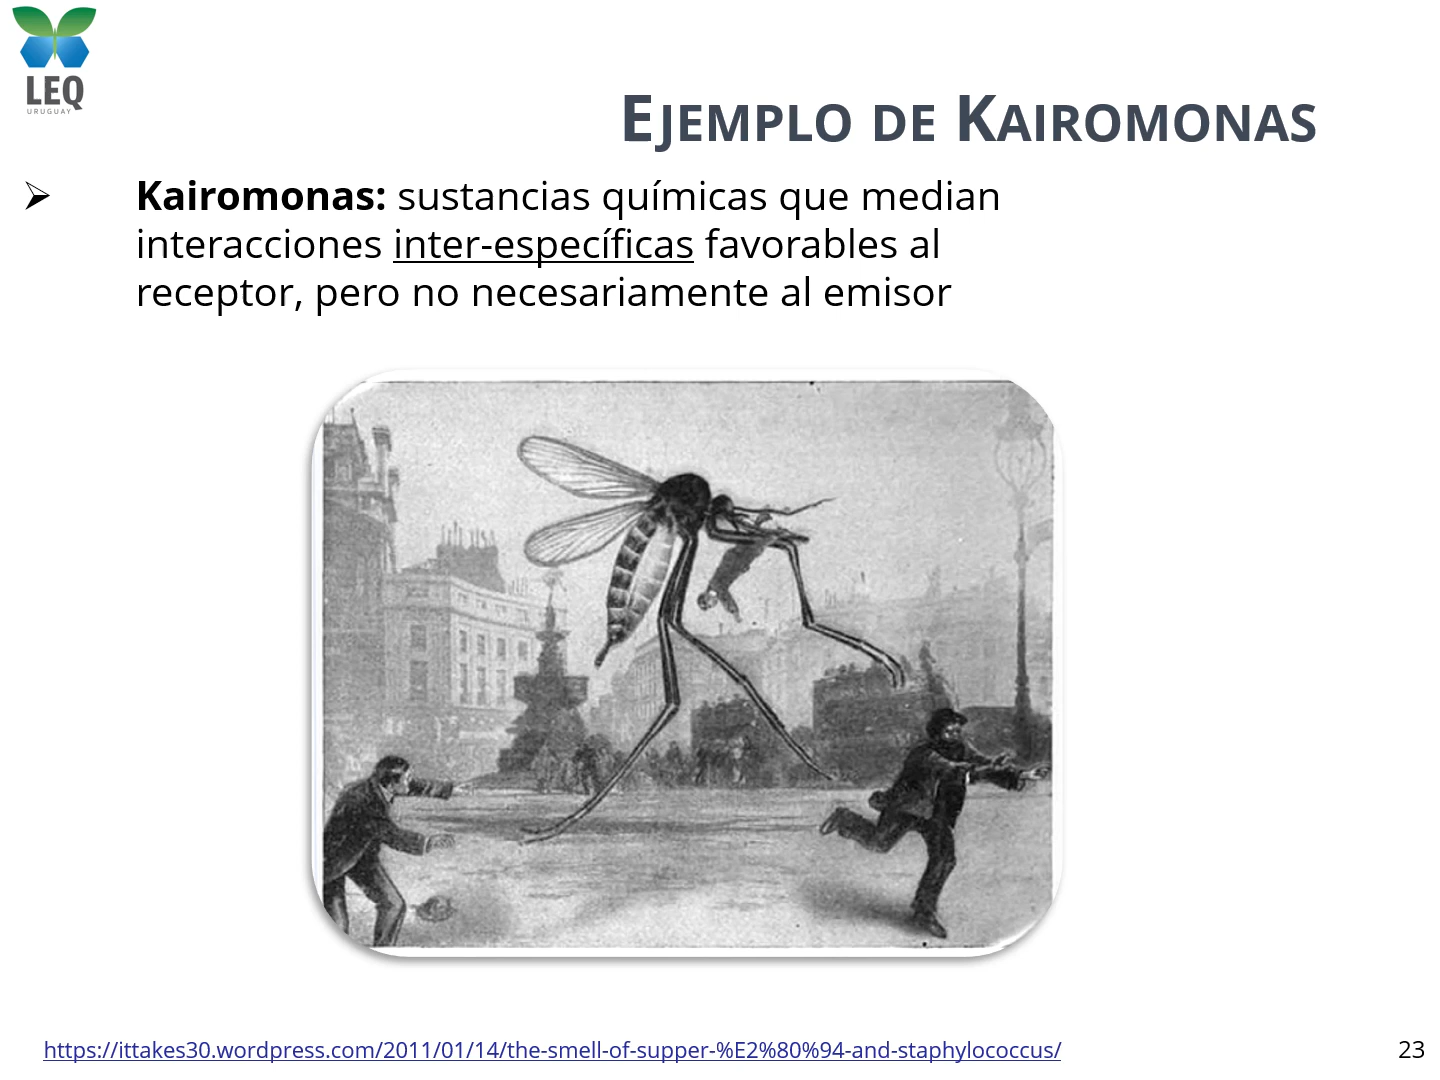 LEQ
URUGUAY
EJEMPLO DE KAIROMONAS
➢ Kairomonas: sustancias químicas que median
interacciones inter-específicas favorables al
receptor, pero no necesariamente al emisor
https://ittakes30.wordpress.com/2011/01/14/the-smell-of-supper-%E2%80%94-and-staphylococcus/
23